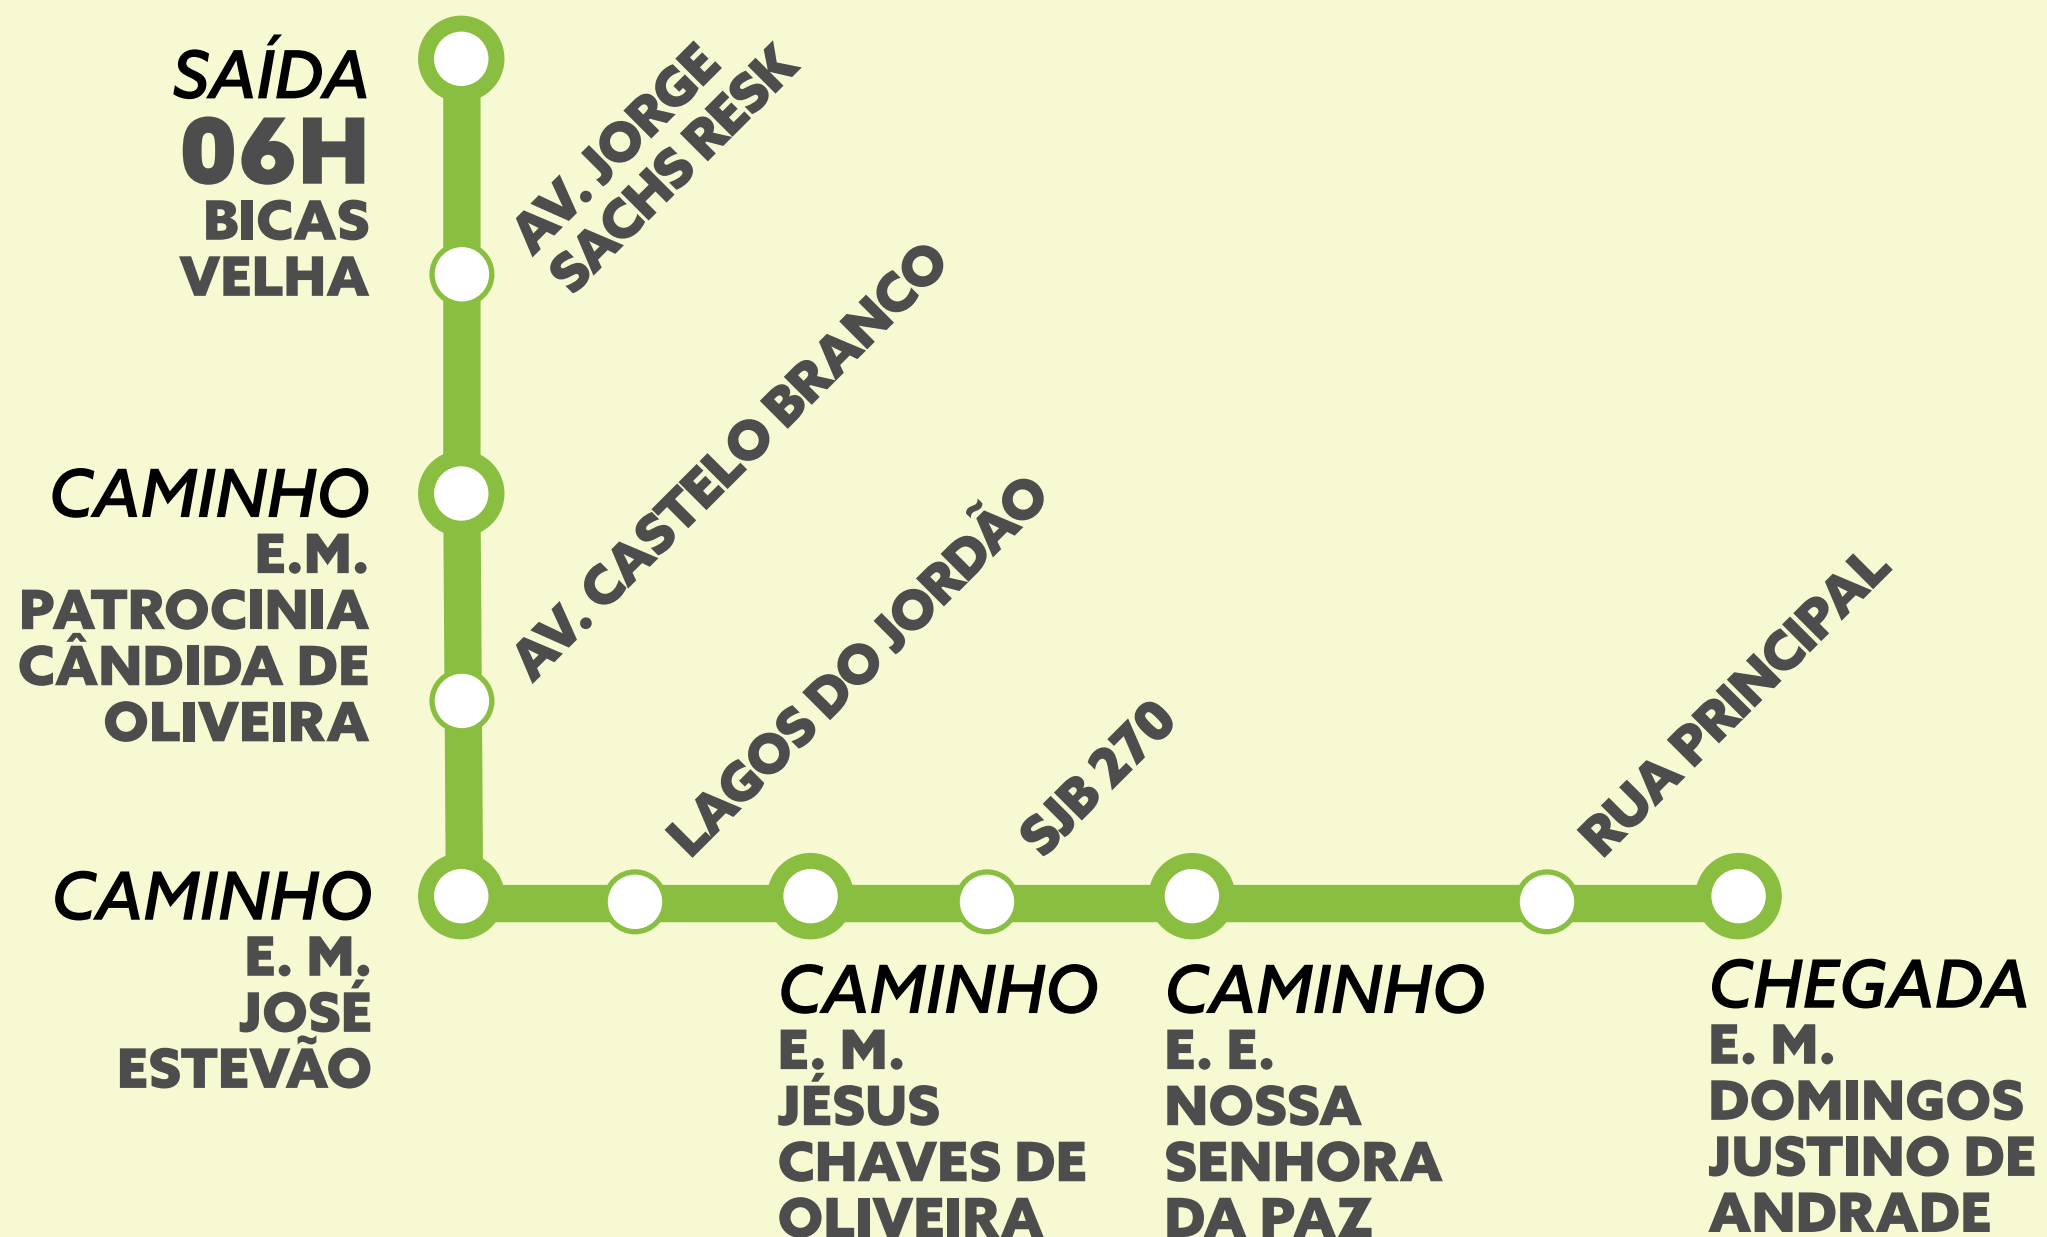 SAÍDA
06H
BICAS
VELHA
AV. JORGE
SACHS RESK
CAMINHO
E.M.
PATROCINIA
CÂNDIDA DE
OLIVEIRA
AV. CASTELO BRANCO
CAMINHO
E. M.
JOSÉ
ESTEVÃO
LAGOS DO JORDÃO
CAMINHO
E. M.
JÉSUS
CHAVES DE
OLIVEIRA
SJB 270
CAMINHO
E. E.
NOSSA
SENHORA
DA PAZ
RUA PRINCIPAL
CHEGADA
E. M.
DOMINGOS
JUSTINO DE
ANDRADE